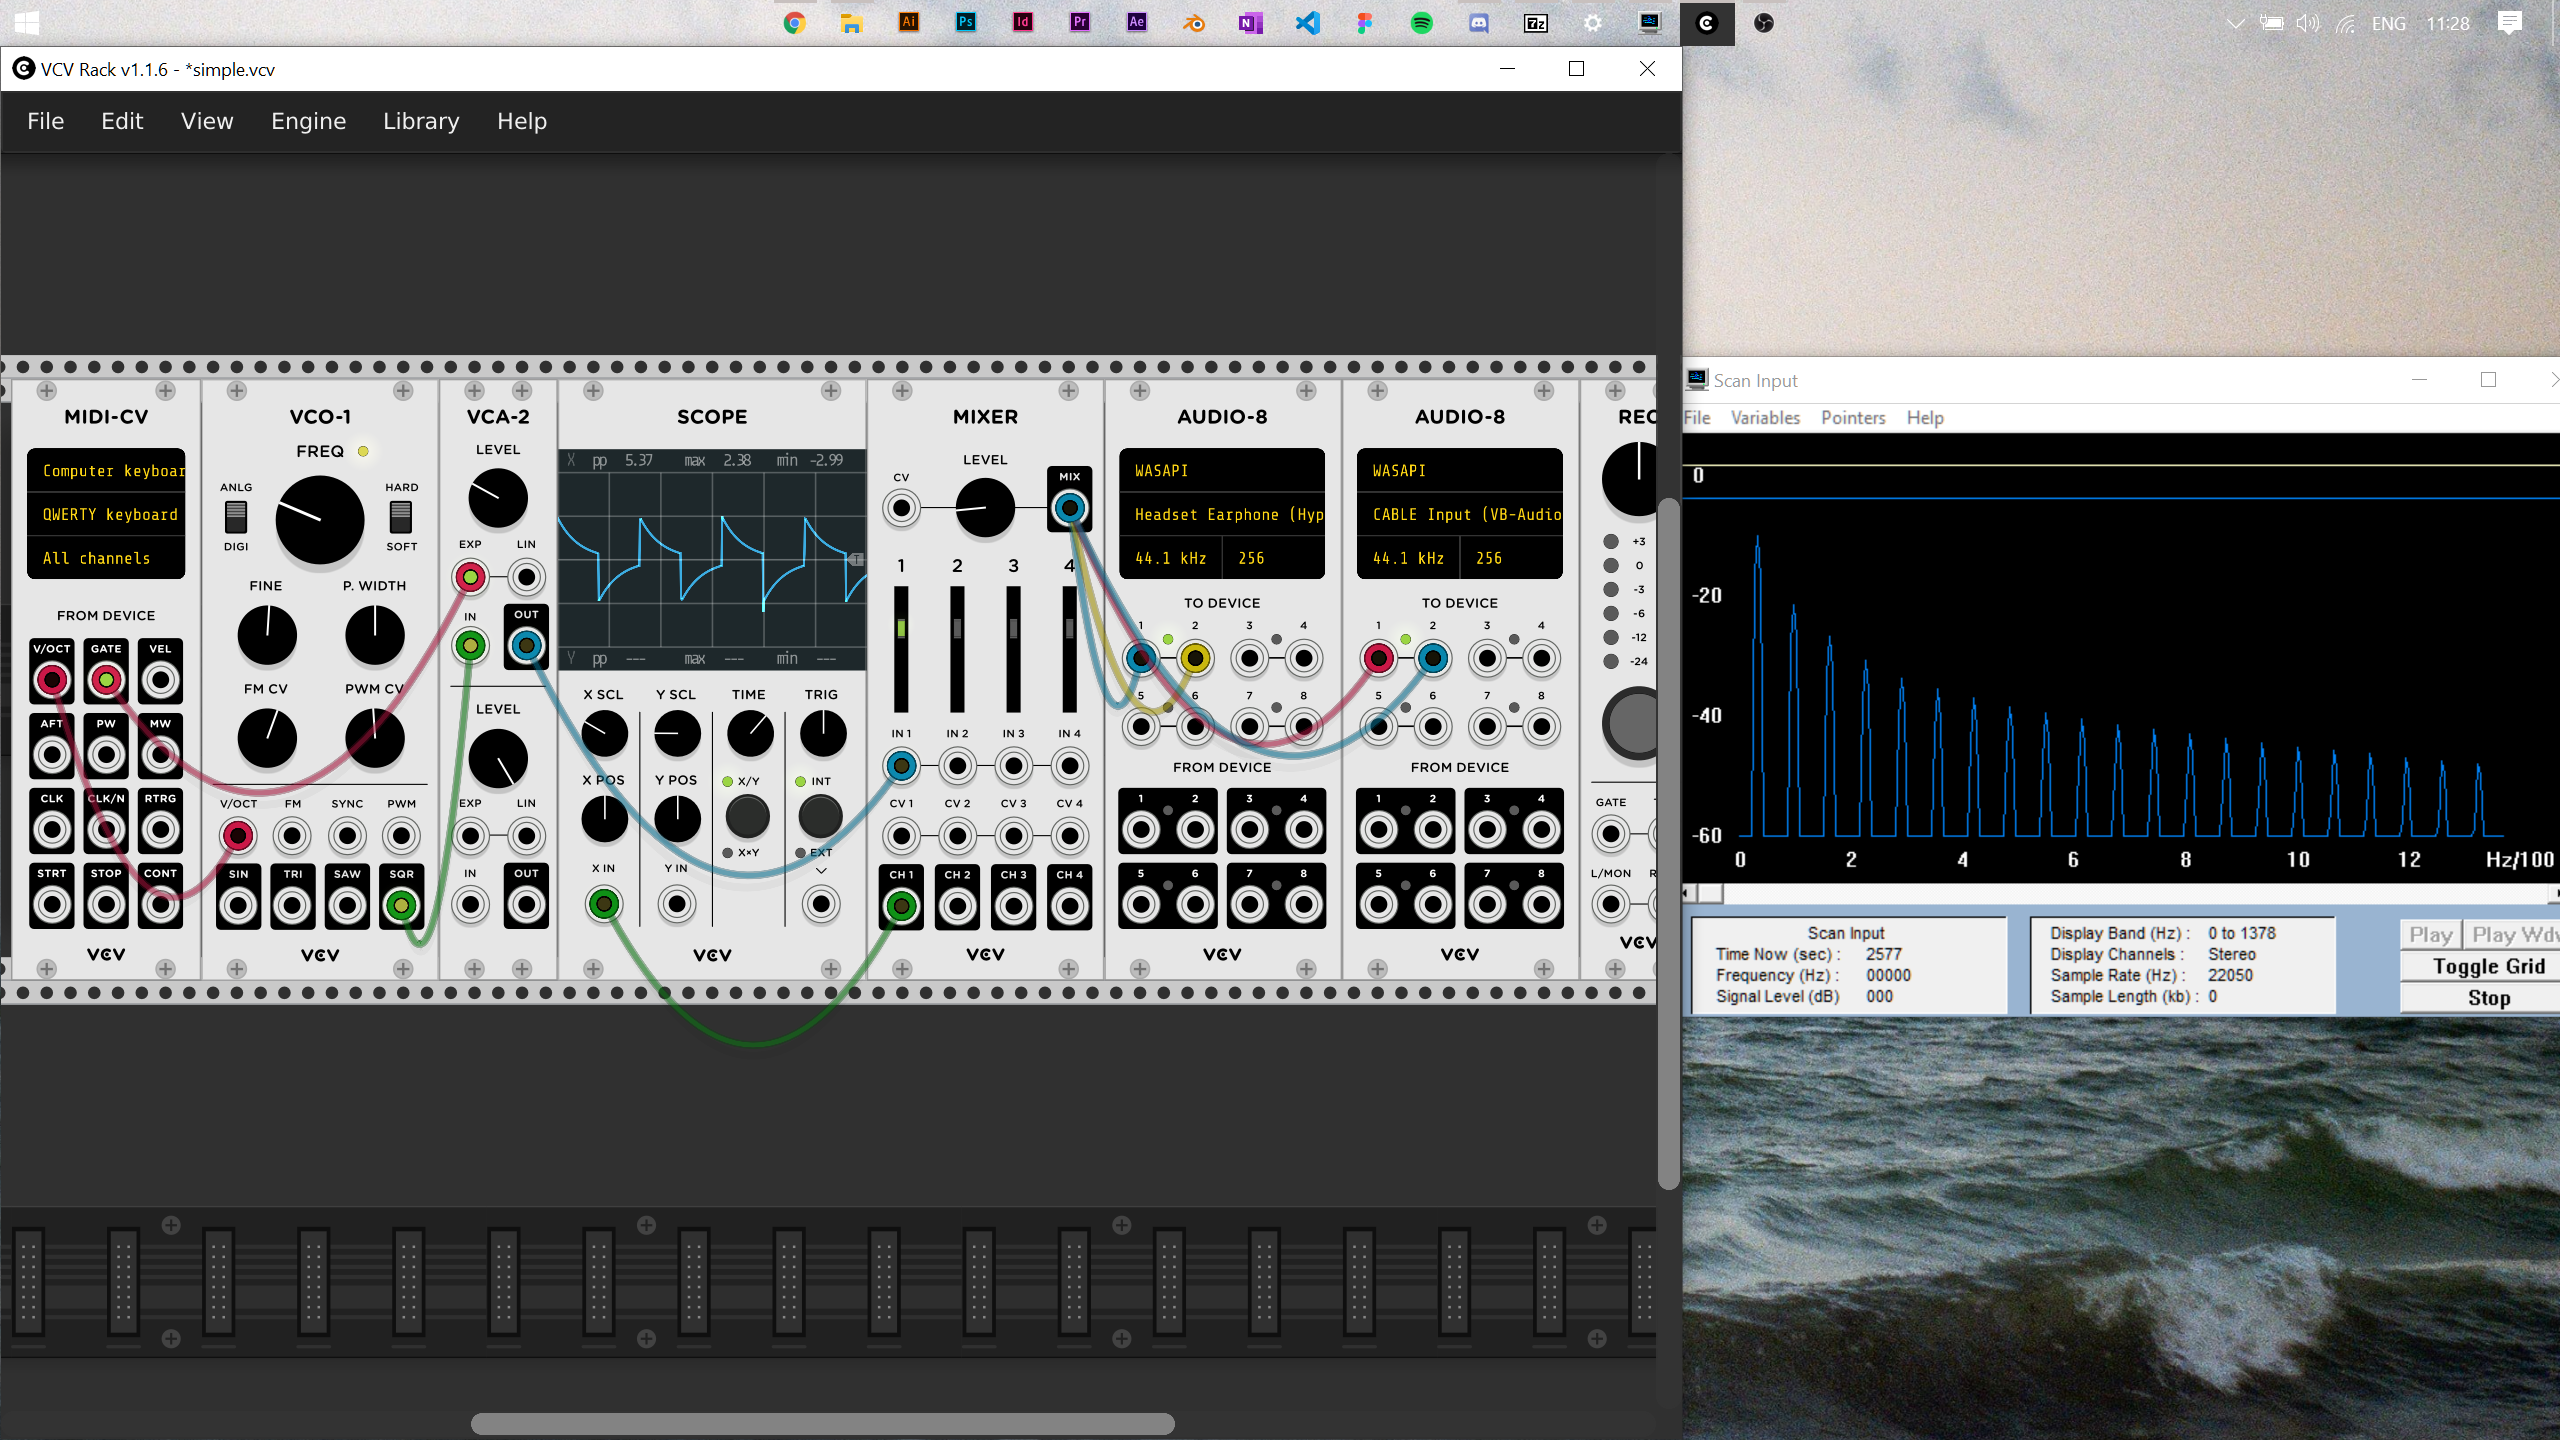 Ai Ps Id Pr Ae N 7z ENG 11:28
VCV Rack v1.1.6 - *simple.vcv
File Edit View Engine Library Help
MIDI-CV
Computer keyboar
QWERTY keyboard
All channels
FROM DEVICE
V/OCT GATE VEL
AFT PW MW
CLK CLK/N RTRG
STRT STOP CONT
VCV
VCO-1
FREQ
ANLG HARD
DIGI SOFT
FINE P. WIDTH
FM CV PWM CV
V/OCT FM SYNC PWM
SIN TRI SAW SQR
VCV
VCA-2
LEVEL
EXP LIN
IN OUT
LEVEL
EXP LIN
IN OUT
SCOPE
X pp 5.37 max 2.38 min -2.99
T
Y pp --- max --- min ---
X SCL Y SCL TIME TRIG
X POS Y POS X/Y INT
X×Y EXT
X IN Y IN
VCV
MIXER
LEVEL
CV MIX
1 2 3 4
IN 1 IN 2 IN 3 IN 4
CV 1 CV 2 CV 3 CV 4
CH 1 CH 2 CH 3 CH 4
VCV
AUDIO-8
WASAPI
Headset Earphone (Hyp
44.1 kHz 256
TO DEVICE
1 2 3 4
5 6 7 8
FROM DEVICE
1 2 3 4
5 6 7 8
VCV
AUDIO-8
WASAPI
CABLE Input (VB-Audio
44.1 kHz 256
TO DEVICE
1 2 3 4
5 6 7 8
FROM DEVICE
1 2 3 4
5 6 7 8
VCV
REC
+3
0
-3
-6
-12
-24
GATE
L/MON
VCV
Scan Input
File Variables Pointers Help
0
-20
-40
-60
0 2 4 6 8 10 12 Hz/100
Scan Input
Time Now (sec) : 2577
Frequency (Hz) : 00000
Signal Level (dB) 000
Display Band (Hz) : 0 to 1378
Display Channels : Stereo
Sample Rate (Hz) : 22050
Sample Length (kb) : 0
Play Play Wdw
Toggle Grid
Stop